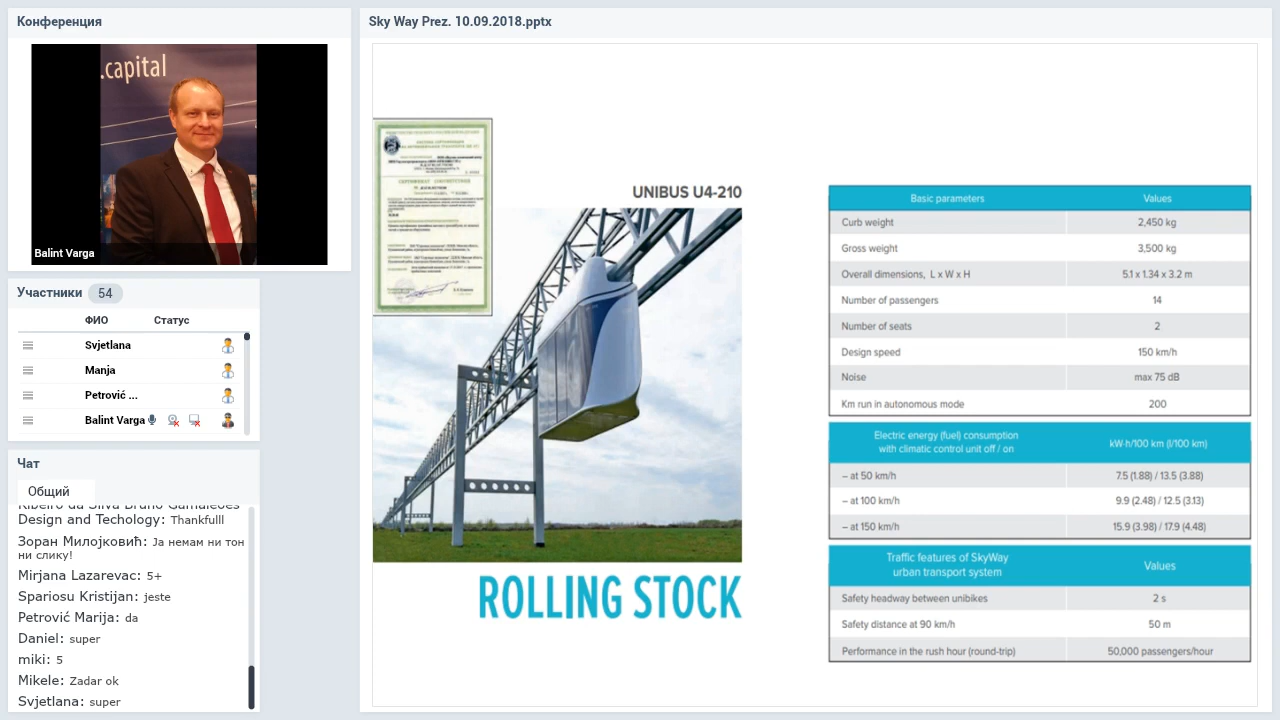 Конференция
.capital
Balint Varga
Участники 54
ФИО Статус
Svjetlana
Manja
Petrović ...
Balint Varga
Чат
Общий
Ribeiro da Silva Bruno Gamaleoes
Design and Techology: Thankfulll
Зоран Милојковић: Ја немам ни тон
ни слику!
Mirjana Lazarevac: 5+
Spariosu Kristijan: jeste
Petrović Marija: da
Daniel: super
miki: 5
Mikele: Zadar ok
Svjetlana: super
Sky Way Prez. 10.09.2018.pptx
UNIBUS U4-210
ROLLING STOCK
Basic parameters Values
Curb weight 2,450 kg
Gross weight 3,500 kg
Overall dimensions, L x W x H 5.1 x 1.34 x 3.2 m
Number of passengers 14
Number of seats 2
Design speed 150 km/h
Noise max 75 dB
Km run in autonomous mode 200
Electric energy (fuel) consumption
with climatic control unit off / on kW·h/100 km (l/100 km)
– at 50 km/h 7.5 (1.88) / 13.5 (3.88)
– at 100 km/h 9.9 (2.48) / 12.5 (3.13)
– at 150 km/h 15.9 (3.98) / 17.9 (4.48)
Traffic features of SkyWay
urban transport system Values
Safety headway between unibikes 2 s
Safety distance at 90 km/h 50 m
Performance in the rush hour (round-trip) 50,000 passengers/hour